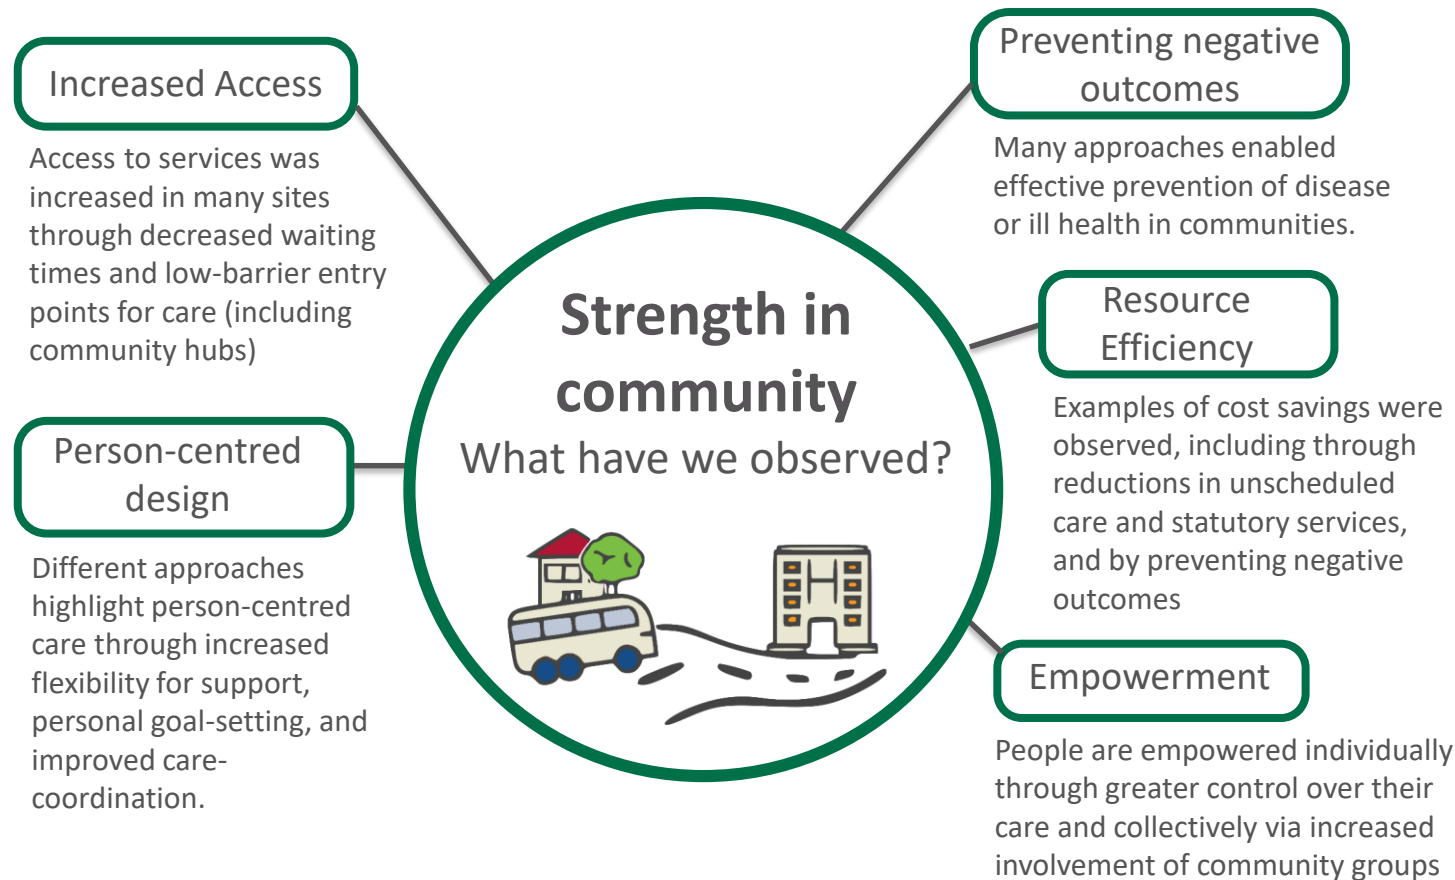 Increased Access
Access to services was
increased in many sites
through decreased waiting
times and low-barrier entry
points for care (including
community hubs)
Person-centred
design
Different approaches
highlight person-centred
care through increased
flexibility for support,
personal goal-setting, and
improved care-
coordination.
Strength in
community
What have we observed?
Preventing negative
outcomes
Many approaches enabled
effective prevention of disease
or ill health in communities.
Resource
Efficiency
Examples of cost savings were
observed, including through
reductions in unscheduled
care and statutory services,
and by preventing negative
outcomes
Empowerment
People are empowered individually
through greater control over their
care and collectively via increased
involvement of community groups